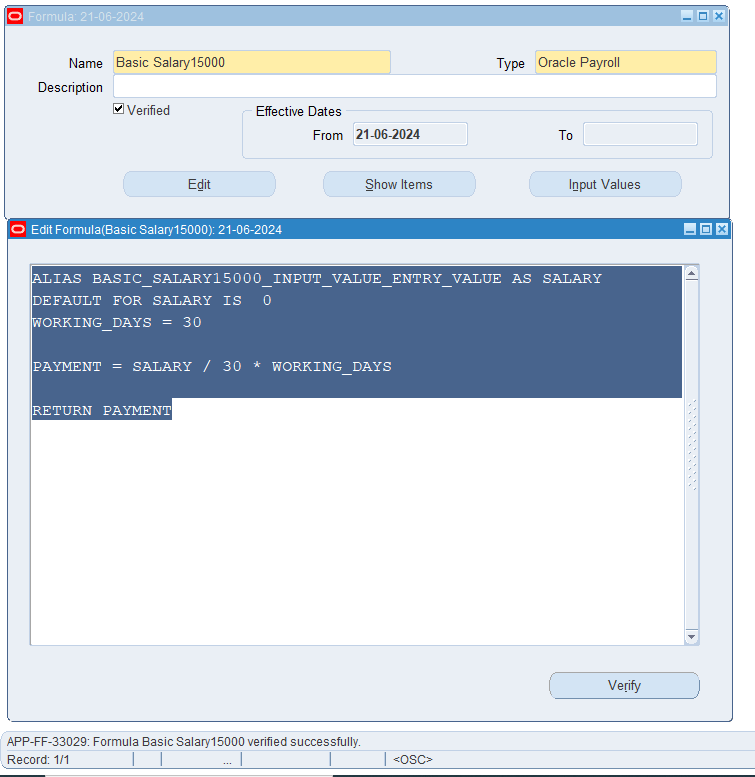 Formula: 21-06-2024
Name Basic Salary15000 Type Oracle Payroll
Description
Verified Effective Dates
From 21-06-2024 To
Edit Show Items Input Values
Edit Formula(Basic Salary15000): 21-06-2024
ALIAS BASIC_SALARY15000_INPUT_VALUE_ENTRY_VALUE AS SALARY
DEFAULT FOR SALARY IS  0
WORKING_DAYS = 30
PAYMENT = SALARY / 30 * WORKING_DAYS
RETURN PAYMENT
Verify
APP-FF-33029: Formula Basic Salary15000 verified successfully.
Record: 1/1 ... <OSC>